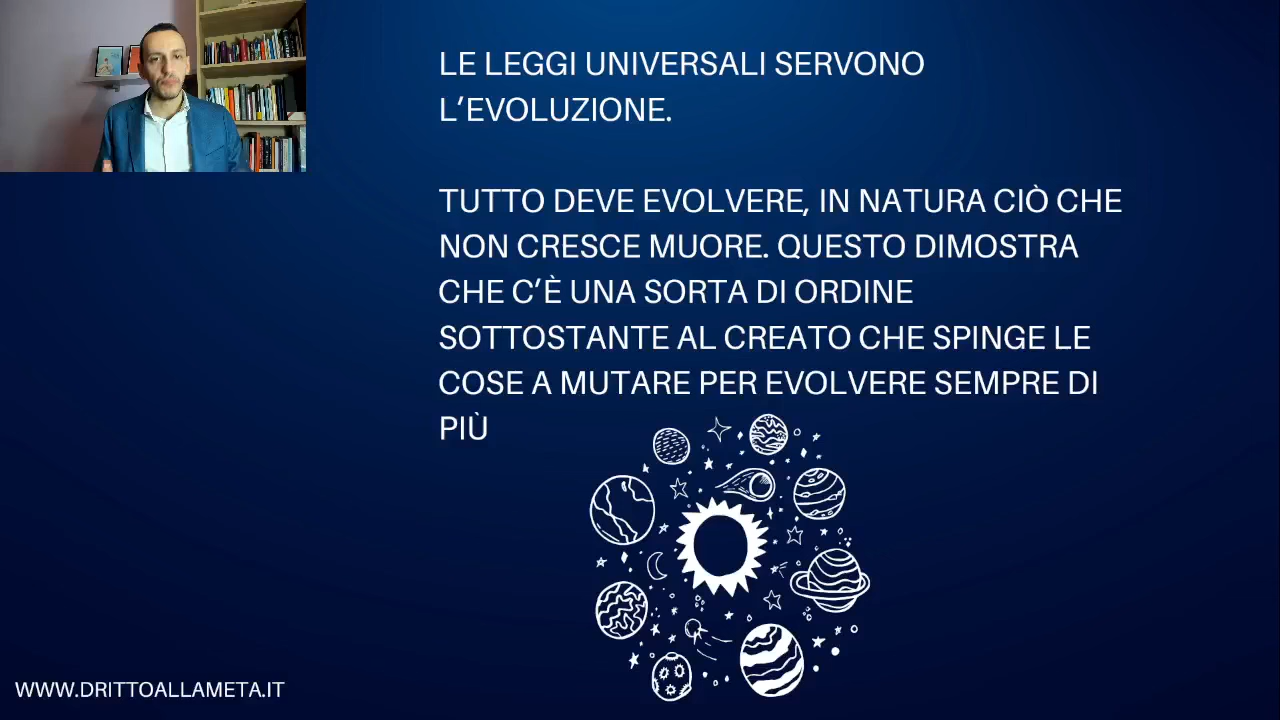 LE LEGGI UNIVERSALI SERVONO
L'EVOLUZIONE.
TUTTO DEVE EVOLVERE, IN NATURA CIÒ CHE
NON CRESCE MUORE. QUESTO DIMOSTRA
CHE C'È UNA SORTA DI ORDINE
SOTTOSTANTE AL CREATO CHE SPINGE LE
COSE A MUTARE PER EVOLVERE SEMPRE DI
PIÙ
WWW.DRITTOALLAMETA.IT